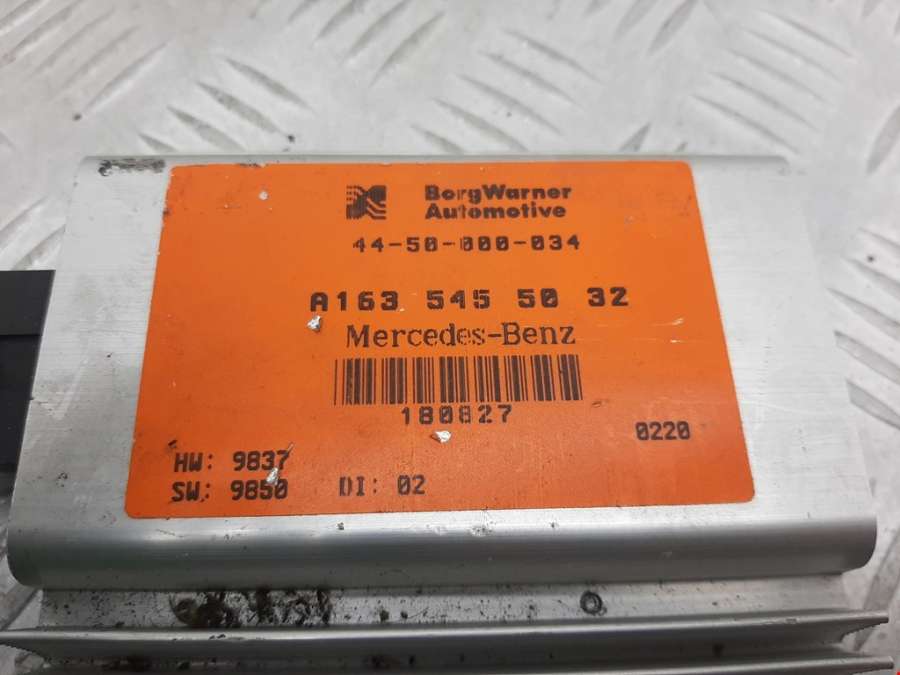 BorgWarner
Automotive
44-50-000-034
A163 545 50 32
Mercedes-Benz
180827
0220
HW: 9837
SW: 9850 DI: 02